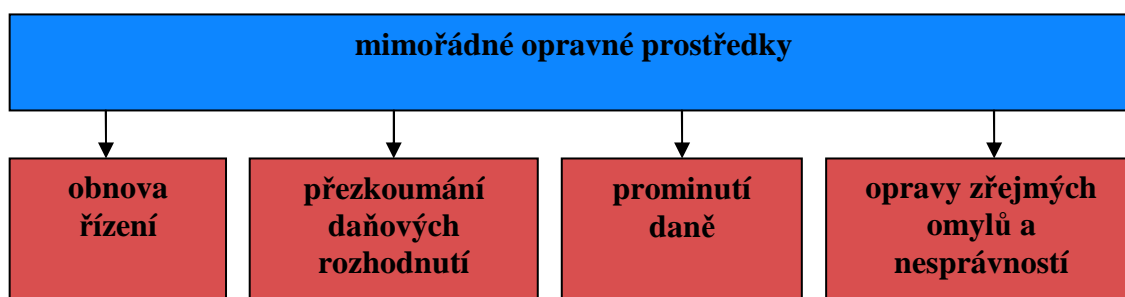 mimořádné opravné prostředky
obnova
řízení
přezkoumání
daňových
rozhodnutí
prominutí
daně
opravy zřejmých
omylů a
nesprávností